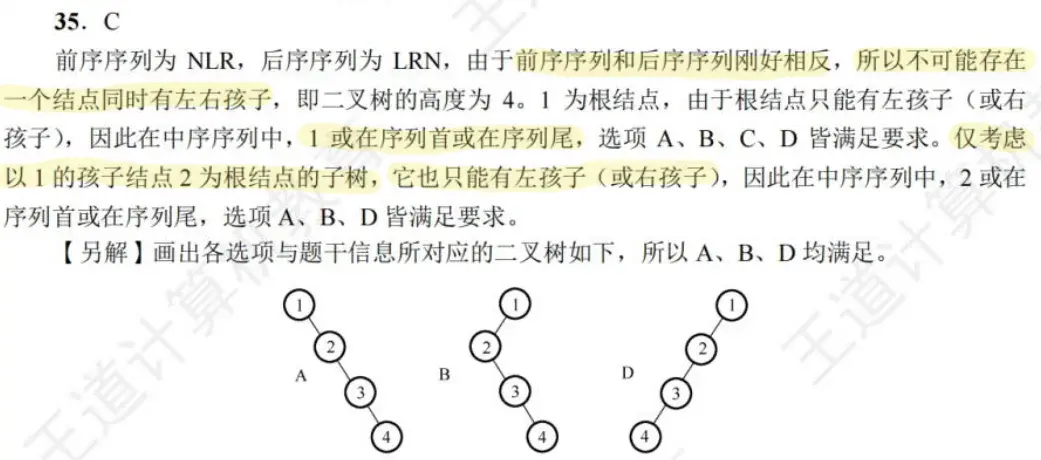 35. C
前序序列为 NLR，后序序列为 LRN，由于前序序列和后序序列刚好相反，所以不可能存在
一个结点同时有左右孩子，即二叉树的高度为 4。1 为根结点，由于根结点只能有左孩子（或右
孩子），因此在中序序列中，1 或在序列首或在序列尾，选项 A、B、C、D 皆满足要求。仅考虑
以 1 的孩子结点 2 为根结点的子树，它也只能有左孩子（或右孩子），因此在中序序列中，2 或在
序列首或在序列尾，选项 A、B、D 皆满足要求。
【另解】画出各选项与题干信息所对应的二叉树如下，所以 A、B、D 均满足。
1 1 1
2 2 2
A B D
3 3 3
4 4 4
王道计算机教育
王道计算机